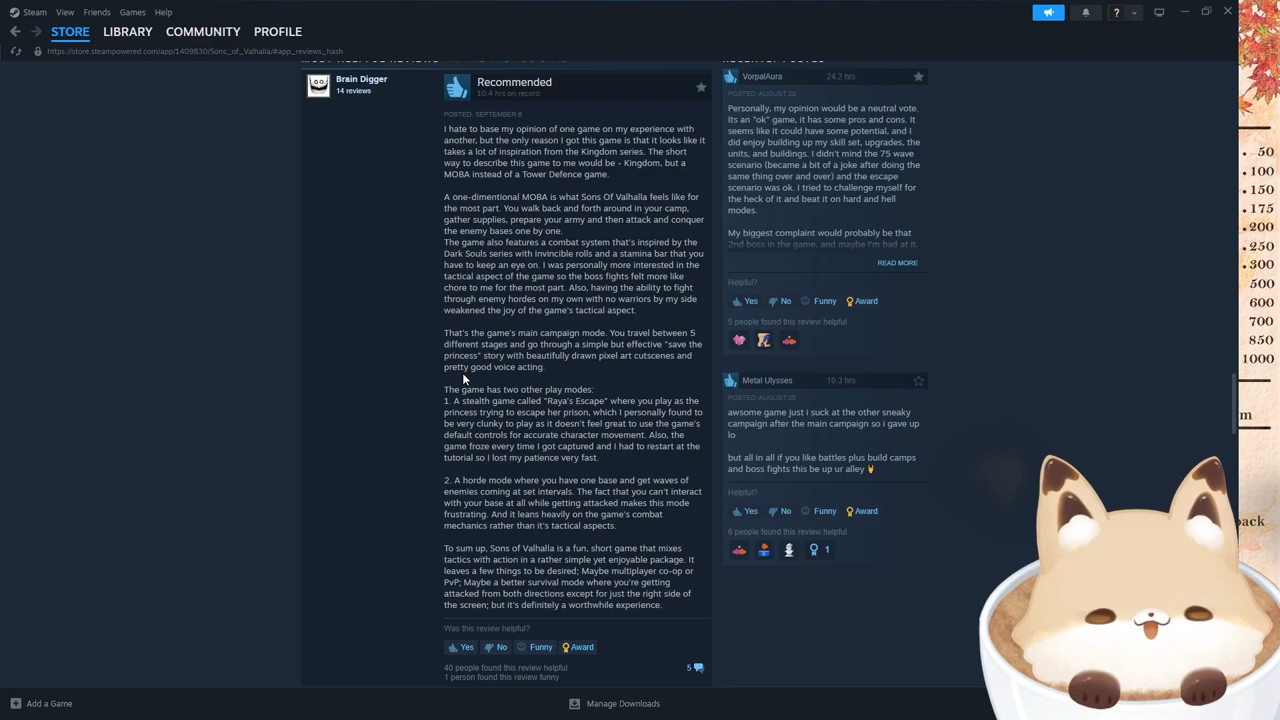 Steam
View
Friends
Games
Help
STORE
LIBRARY
COMMUNITY
PROFILE
https://store.steampowered.com/app/1409830/Sons_of_Valhalla/#app_reviews_hash
Brain Digger
14 reviews
Recommended
10.4 hrs on record
POSTED: SEPTEMBER 6
I hate to base my opinion of one game on my experience with
another, but the only reason I got this game is that it looks like it
takes a lot of inspiration from the Kingdom series. The short
way to describe this game to me would be - Kingdom, but a
MOBA instead of a Tower Defence game.
A one-dimentional MOBA is what Sons Of Valhalla feels like for
the most part. You walk back and forth around in your camp,
gather supplies, prepare your army and then attack and conquer
the enemy bases one by one.
The game also features a combat system that's inspired by the
Dark Souls series with invincible rolls and a stamina bar that you
have to keep an eye on. I was personally more interested in the
tactical aspect of the game so the boss fights felt more like
chore to me for the most part. Also, having the ability to fight
through enemy hordes on my own with no warriors by my side
weakened the joy of the game's tactical aspect.
That's the game's main campaign mode. You travel between 5
different stages and go through a simple but effective "save the
princess" story with beautifully drawn pixel art cutscenes and
pretty good voice acting.
The game has two other play modes:
1. A stealth game called "Raya's Escape" where you play as the
princess trying to escape her prison, which I personally found to
be very clunky to play as it doesn't feel great to use the game's
default controls for accurate character movement. Also, the
game froze every time I got captured and I had to restart at the
tutorial so I lost my patience very fast.
2. A horde mode where you have one base and get waves of
enemies coming at set intervals. The fact that you can't interact
with your base at all while getting attacked makes this mode
frustrating. And it leans heavily on the game's combat
mechanics rather than it's tactical aspects.
To sum up, Sons of Valhalla is a fun, short game that mixes
tactics with action in a rather simple yet enjoyable package. It
leaves a few things to be desired; Maybe multiplayer co-op or
PvP; Maybe a better survival mode where you're getting
attacked from both directions except for just the right side of
the screen; but it's definitely a worthwhile experience.
Was this review helpful?
Yes
No
Funny
Award
40 people found this review helpful
1 person found this review funny
5
VorpalAura
24.2 hrs
Personally, my opinion would be a neutral vote.
Its an "ok" game, it has some pros and cons. It
seems like it could have some potential, and I
did enjoy building up my skill set, upgrades, the
units, and buildings. I didn't mind the 75 wave
scenario (became a bit of a joke after doing the
same thing over and over) and the escape
scenario was ok. I tried to challenge myself for
the heck of it and beat it on hard and hell
modes.
My biggest complaint would probably be that
2nd boss in the game, and maybe I'm bad at it,
READ MORE
Helpful?
Yes
No
Funny
Award
5 people found this review helpful
Metal Ulysses
10.3 hrs
awsome game just i suck at the other sneaky
campaign after the main campaign so i gave up
lo
but all in all if you like battles plus build camps
and boss fights this be up ur alley
Helpful?
Yes
No
Funny
Award
6 people found this review helpful
1
50
100
150
175
200
250
300
500
600
700
850
1000
m
Add a Game
Manage Downloads